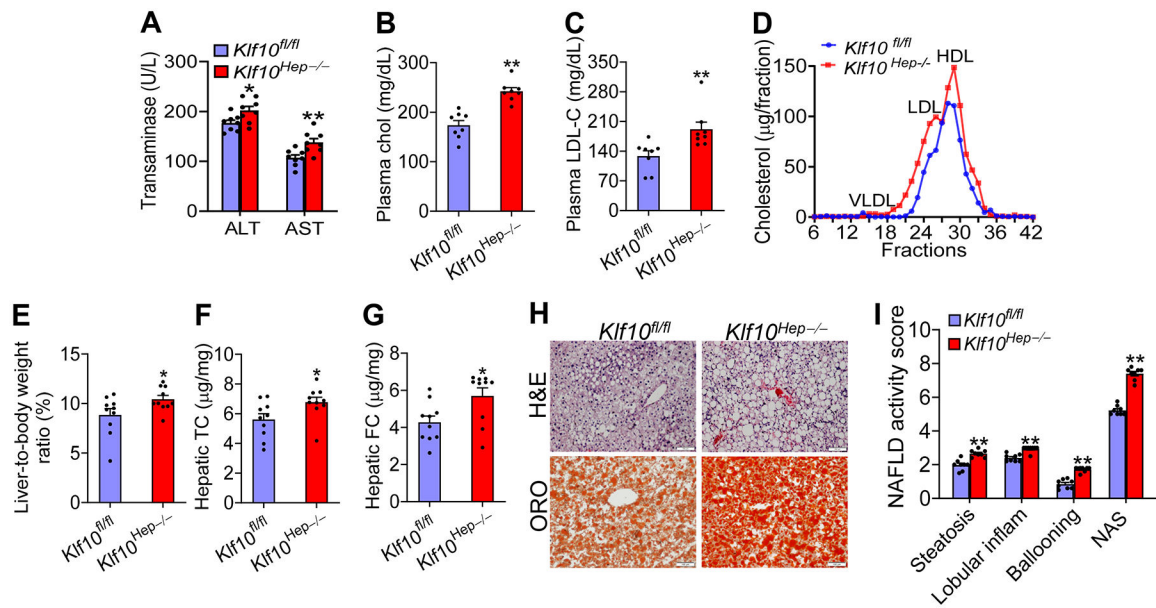 A
Klf10fl/fl
Klf10Hep−/−
Transaminase (U/L)
300
200
100
0
*
**
ALT
AST
B
Plasma chol (mg/dL)
400
300
200
100
0
**
Klf10fl/fl
Klf10Hep−/−
C
Plasma LDL-C (mg/dL)
350
280
210
140
70
0
**
Klf10fl/fl
Klf10Hep−/−
D
Klf10 fl/fl
Klf10 Hep-/-
Cholesterol (µg/fraction)
150
100
50
0
VLDL
LDL
HDL
6 12 18 24 30 36 42
Fractions
E
Liver-to-body weight
ratio (%)
15
10
5
0
*
Klf10fl/fl
Klf10Hep−/−
F
Hepatic TC (µg/mg)
10
8
6
4
2
0
*
Klf10fl/fl
Klf10Hep−/−
G
Hepatic FC (µg/mg)
8
6
4
2
0
*
Klf10fl/fl
Klf10Hep−/−
H
Klf10fl/fl
Klf10Hep−/−
H&E
ORO
I
Klf10fl/fl
Klf10Hep−/−
NAFLD activity score
10
8
6
4
2
0
**
**
**
**
Steatosis
Lobular inflam
Ballooning
NAS